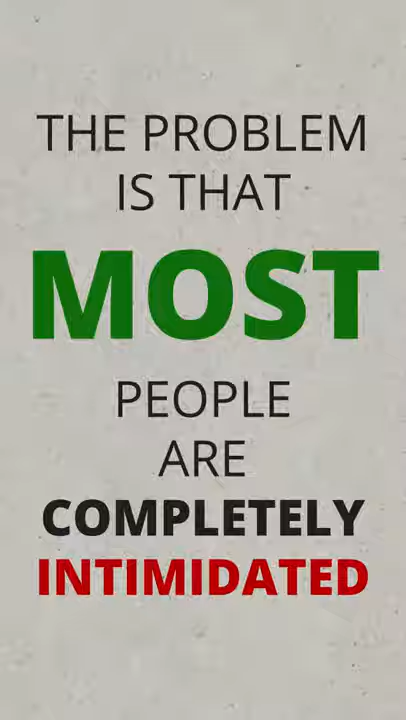 THE PROBLEM
IS THAT
MOST
PEOPLE
ARE
COMPLETELY
INTIMIDATED